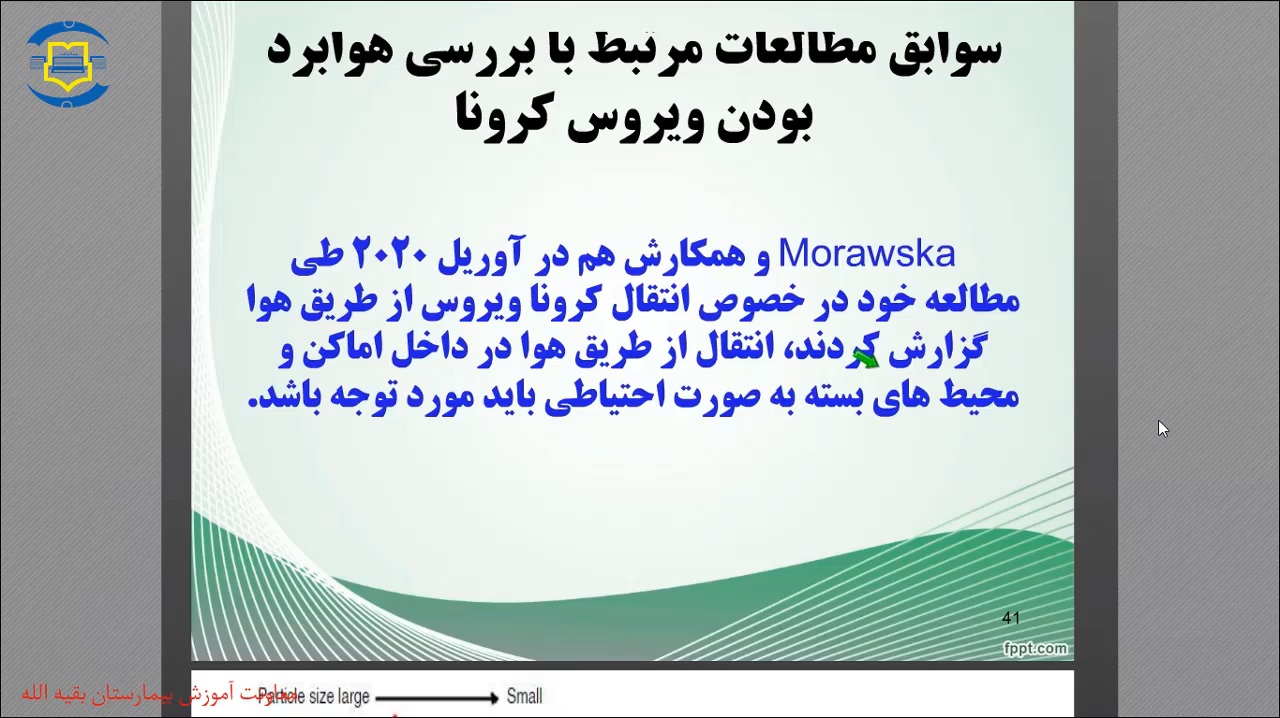 سوابق مطالعات مرتبط با بررسی هوابرد
بودن ویروس کرونا
Morawska و همکارش هم در آوریل ۲۰۲۰ طی
مطالعه خود در خصوص انتقال کرونا ویروس از طریق هوا
گزارش کردند، انتقال از طریق هوا در داخل اماکن و
محیط های بسته به صورت احتیاطی باید مورد توجه باشد.
41
fppt.com
Particle size large Small
معاونت آموزش بیمارستان بقیه الله